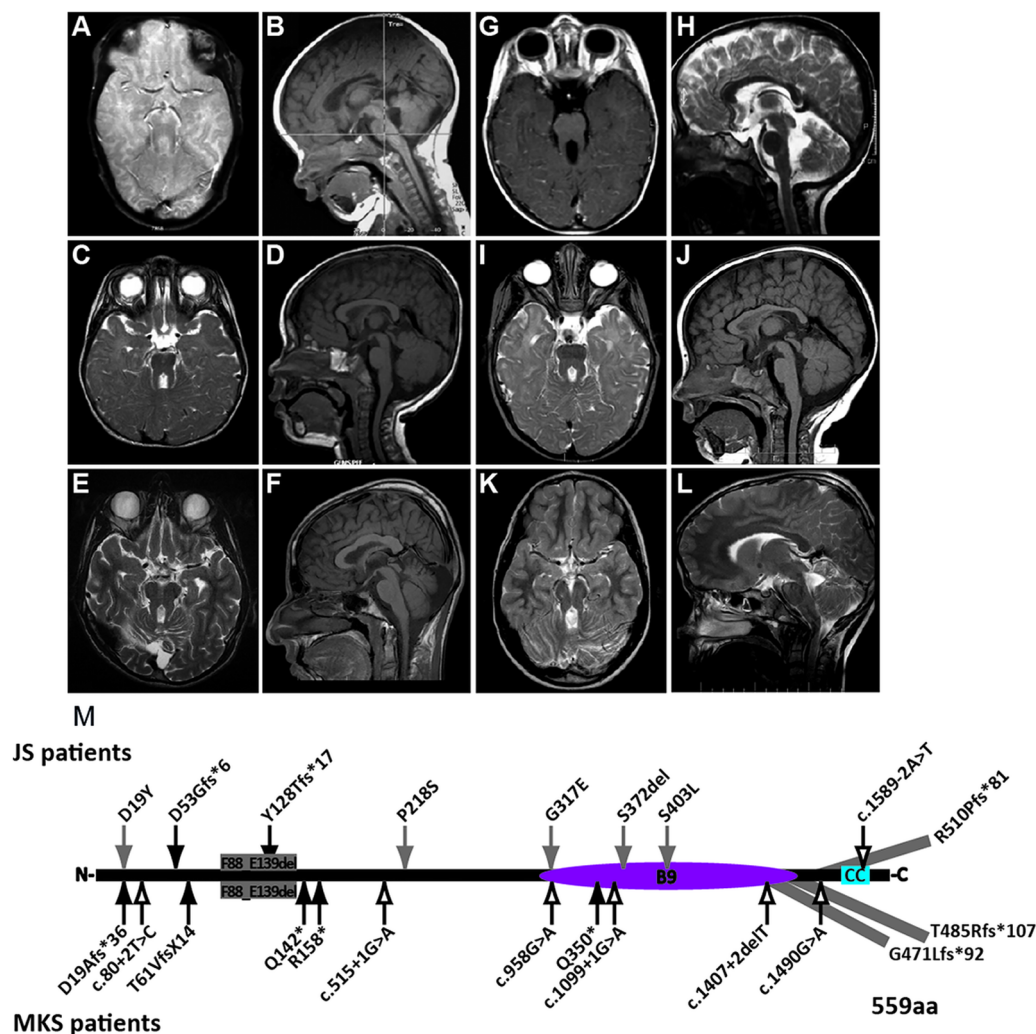 A
B
G
H
C
D
I
J
E
F
K
L
M
JS patients
D19Y
D53Gfs*6
Y128Tfs*17
P218S
G317E
S372del
S403L
c.1589-2A>T
R510Pfs*81
F88_E139del
N-
B9
CC
-C
F88_E139del
D19Afs*36
c.80+2T>C
T61VfsX14
Q142*
R158*
c.515+1G>A
c.958G>A
Q350*
c.1099+1G>A
c.1407+2delT
c.1490G>A
T485Rfs*107
G471Lfs*92
559aa
MKS patients